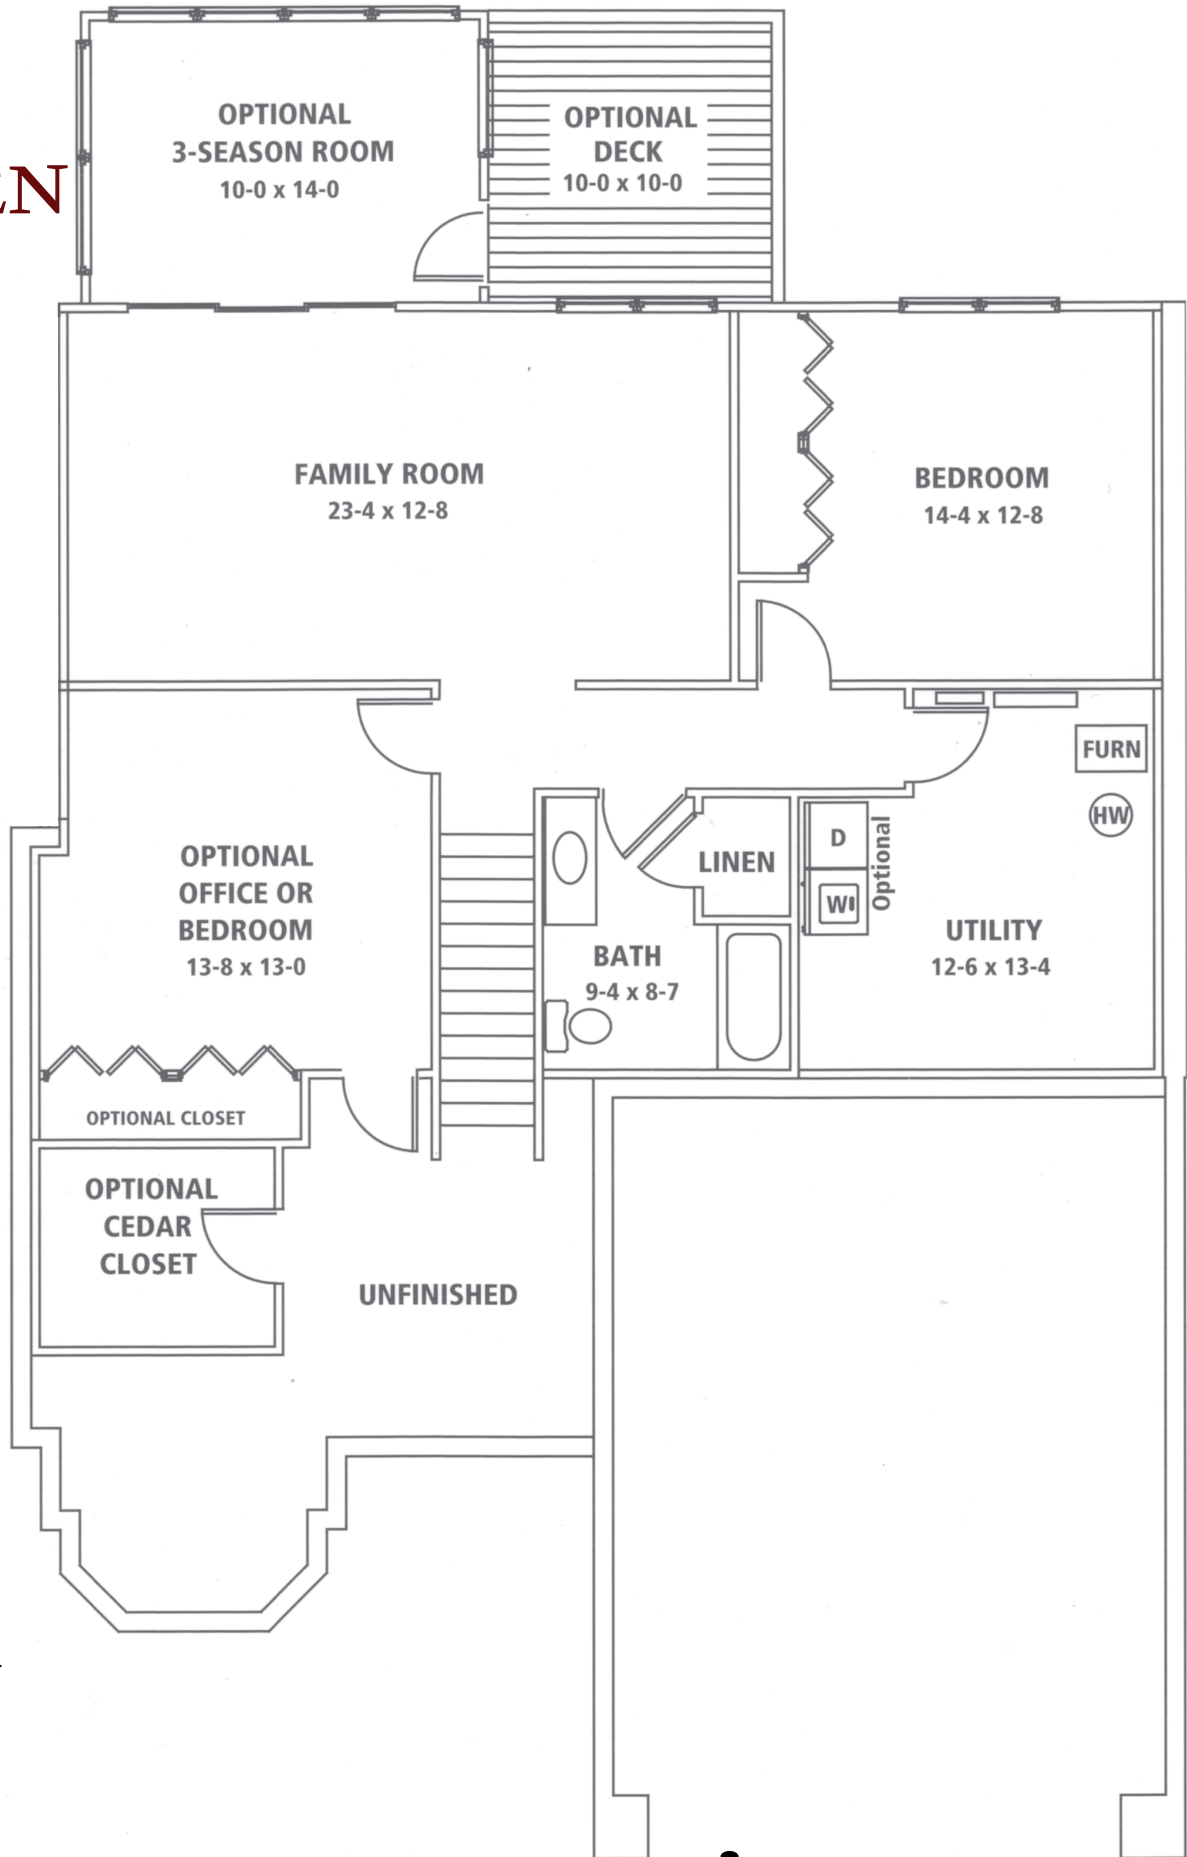 OPTIONAL
3-SEASON ROOM
10-0 x 14-0
OPTIONAL
DECK
10-0 x 10-0
EN
FAMILY ROOM
23-4 x 12-8
BEDROOM
14-4 x 12-8
FURN
HW
OPTIONAL
OFFICE OR
BEDROOM
13-8 x 13-0
LINEN
D
W
Optional
BATH
9-4 x 8-7
UTILITY
12-6 x 13-4
OPTIONAL CLOSET
OPTIONAL
CEDAR
CLOSET
UNFINISHED